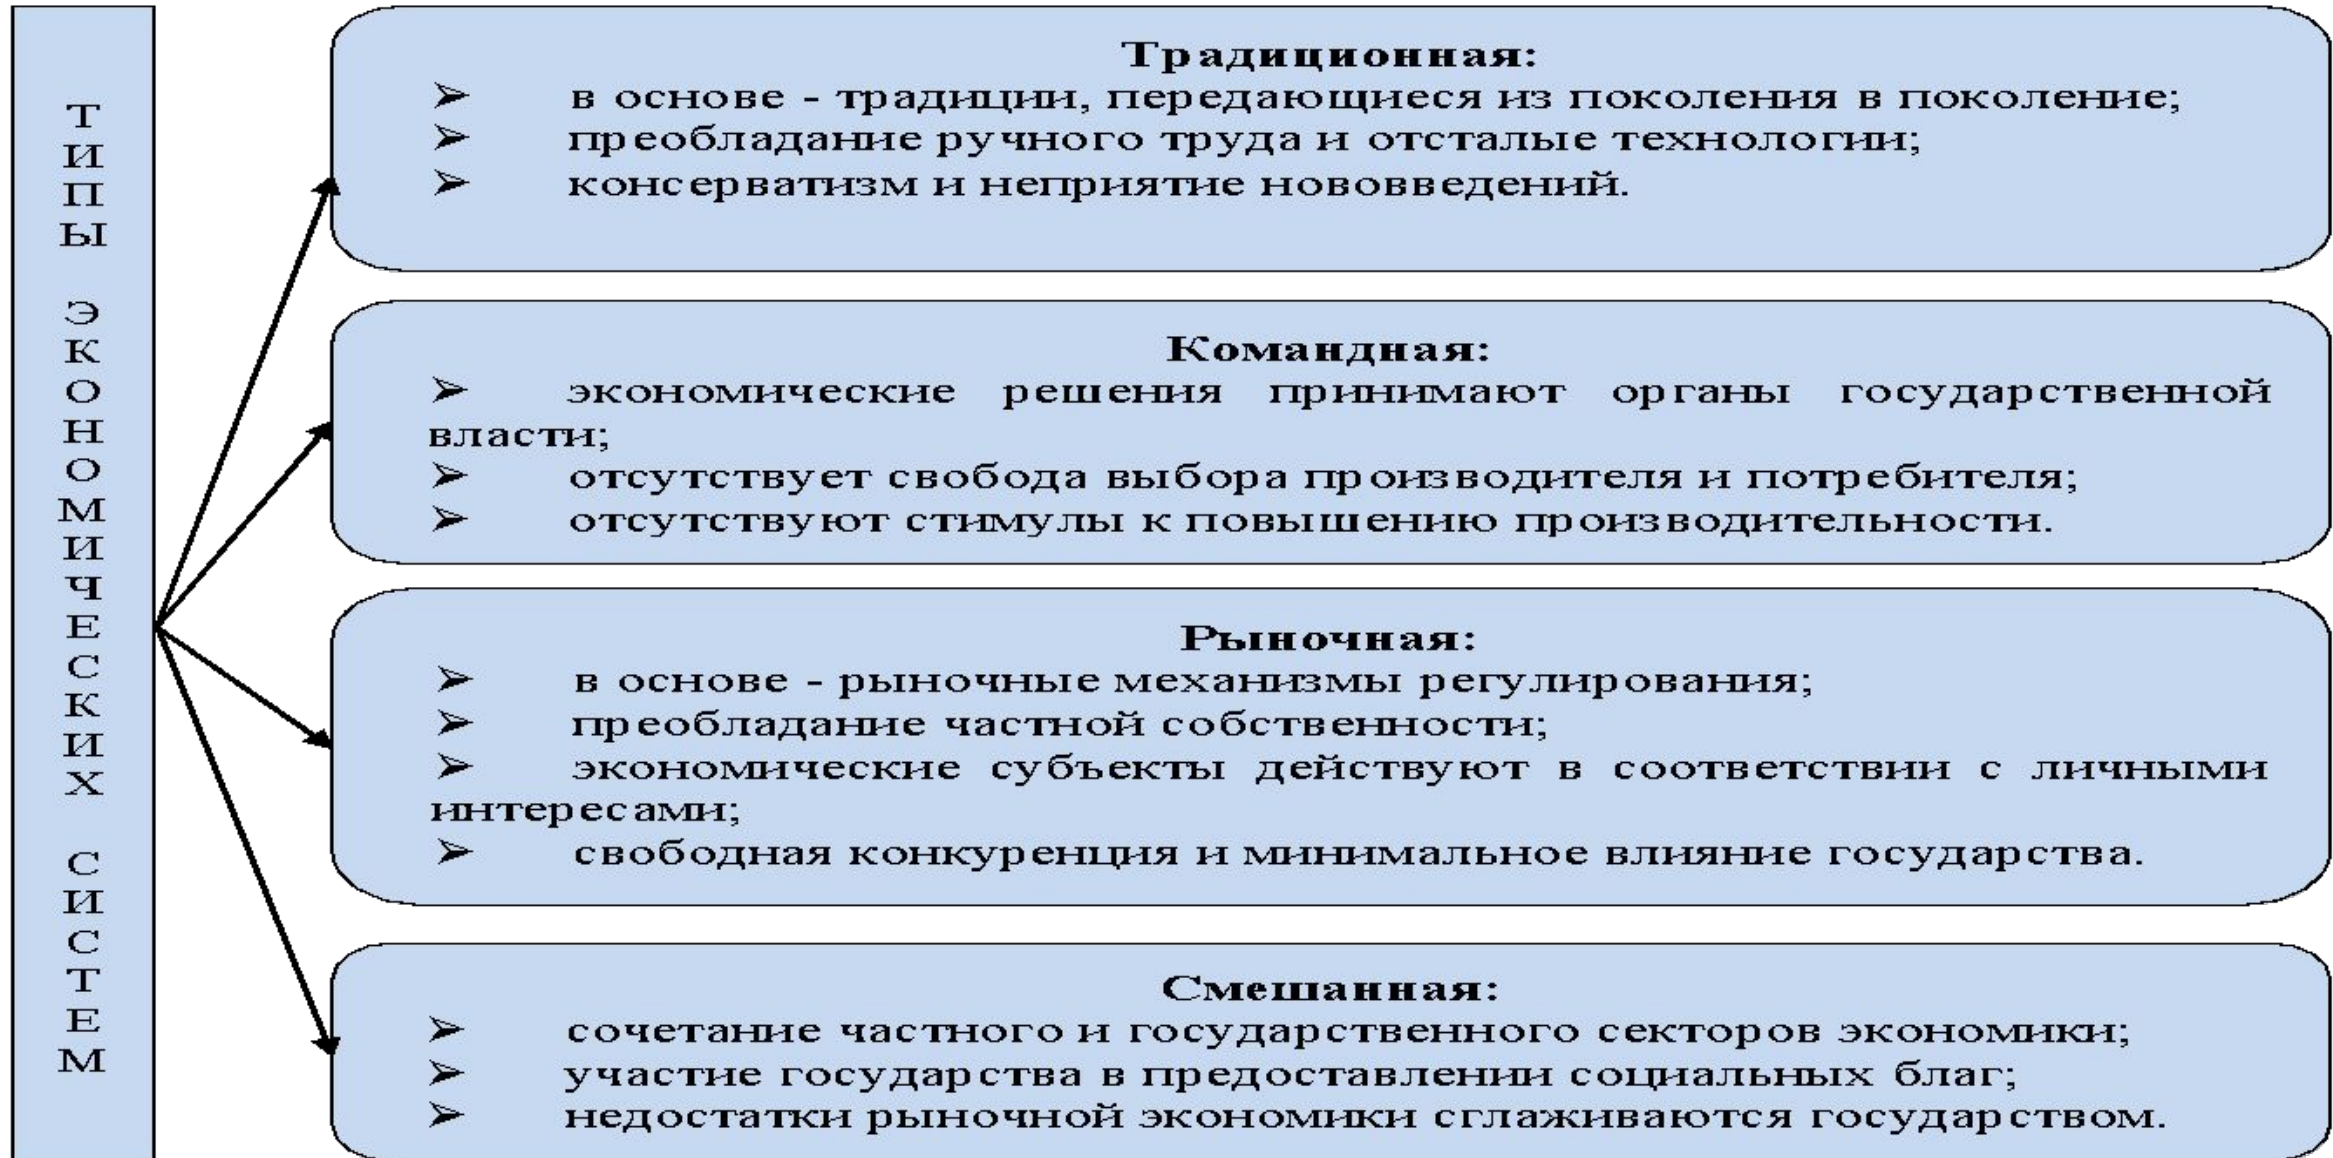 ТИПЫ ЭКОНОМИЧЕСКИХ СИСТЕМ
Традиционная:
➢ в основе - традиции, передающиеся из поколения в поколение;
➢ преобладание ручного труда и отсталые технологии;
➢ консерватизм и неприятие нововведений.
Командная:
➢ экономические решения принимают органы государственной
власти;
➢ отсутствует свобода выбора производителя и потребителя;
➢ отсутствуют стимулы к повышению производительности.
Рыночная:
➢ в основе - рыночные механизмы регулирования;
➢ преобладание частной собственности;
➢ экономические субъекты действуют в соответствии с личными
интересами;
➢ свободная конкуренция и минимальное влияние государства.
Смешанная:
➢ сочетание частного и государственного секторов экономики;
➢ участие государства в предоставлении социальных благ;
➢ недостатки рыночной экономики сглаживаются государством.